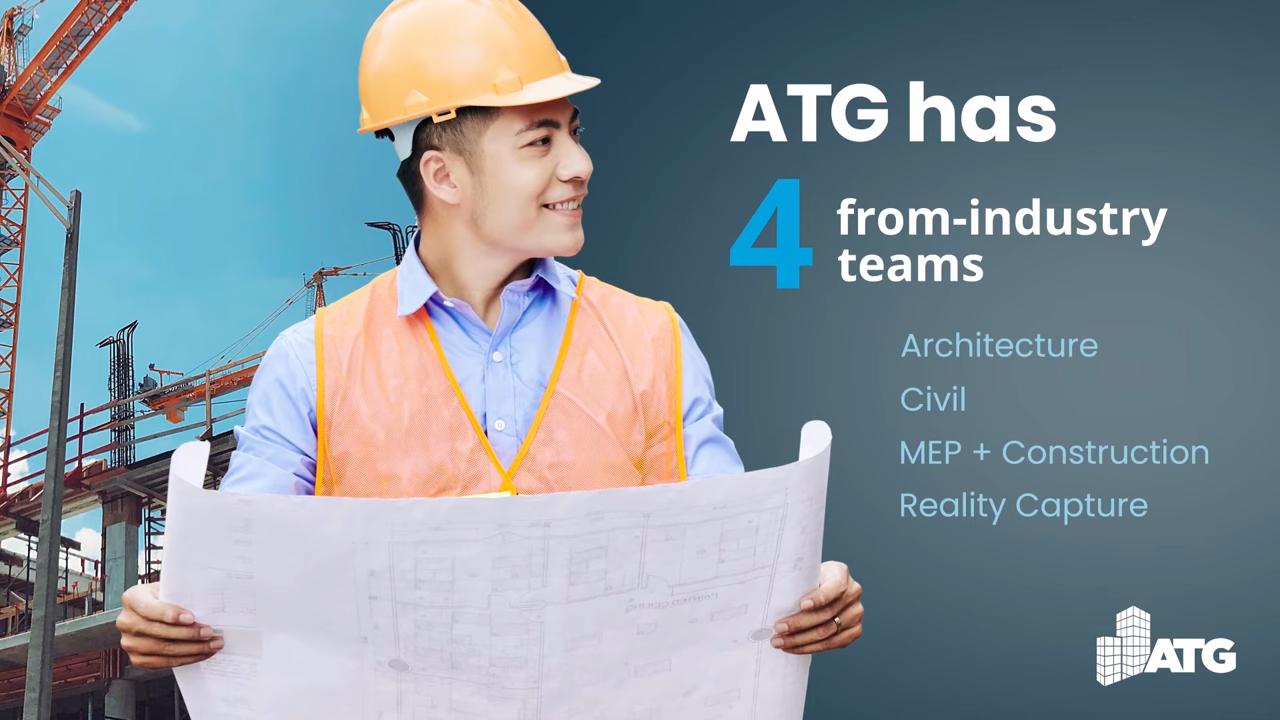 ATG has
4 from-industry
teams
Architecture
Civil
MEP + Construction
Reality Capture
ATG